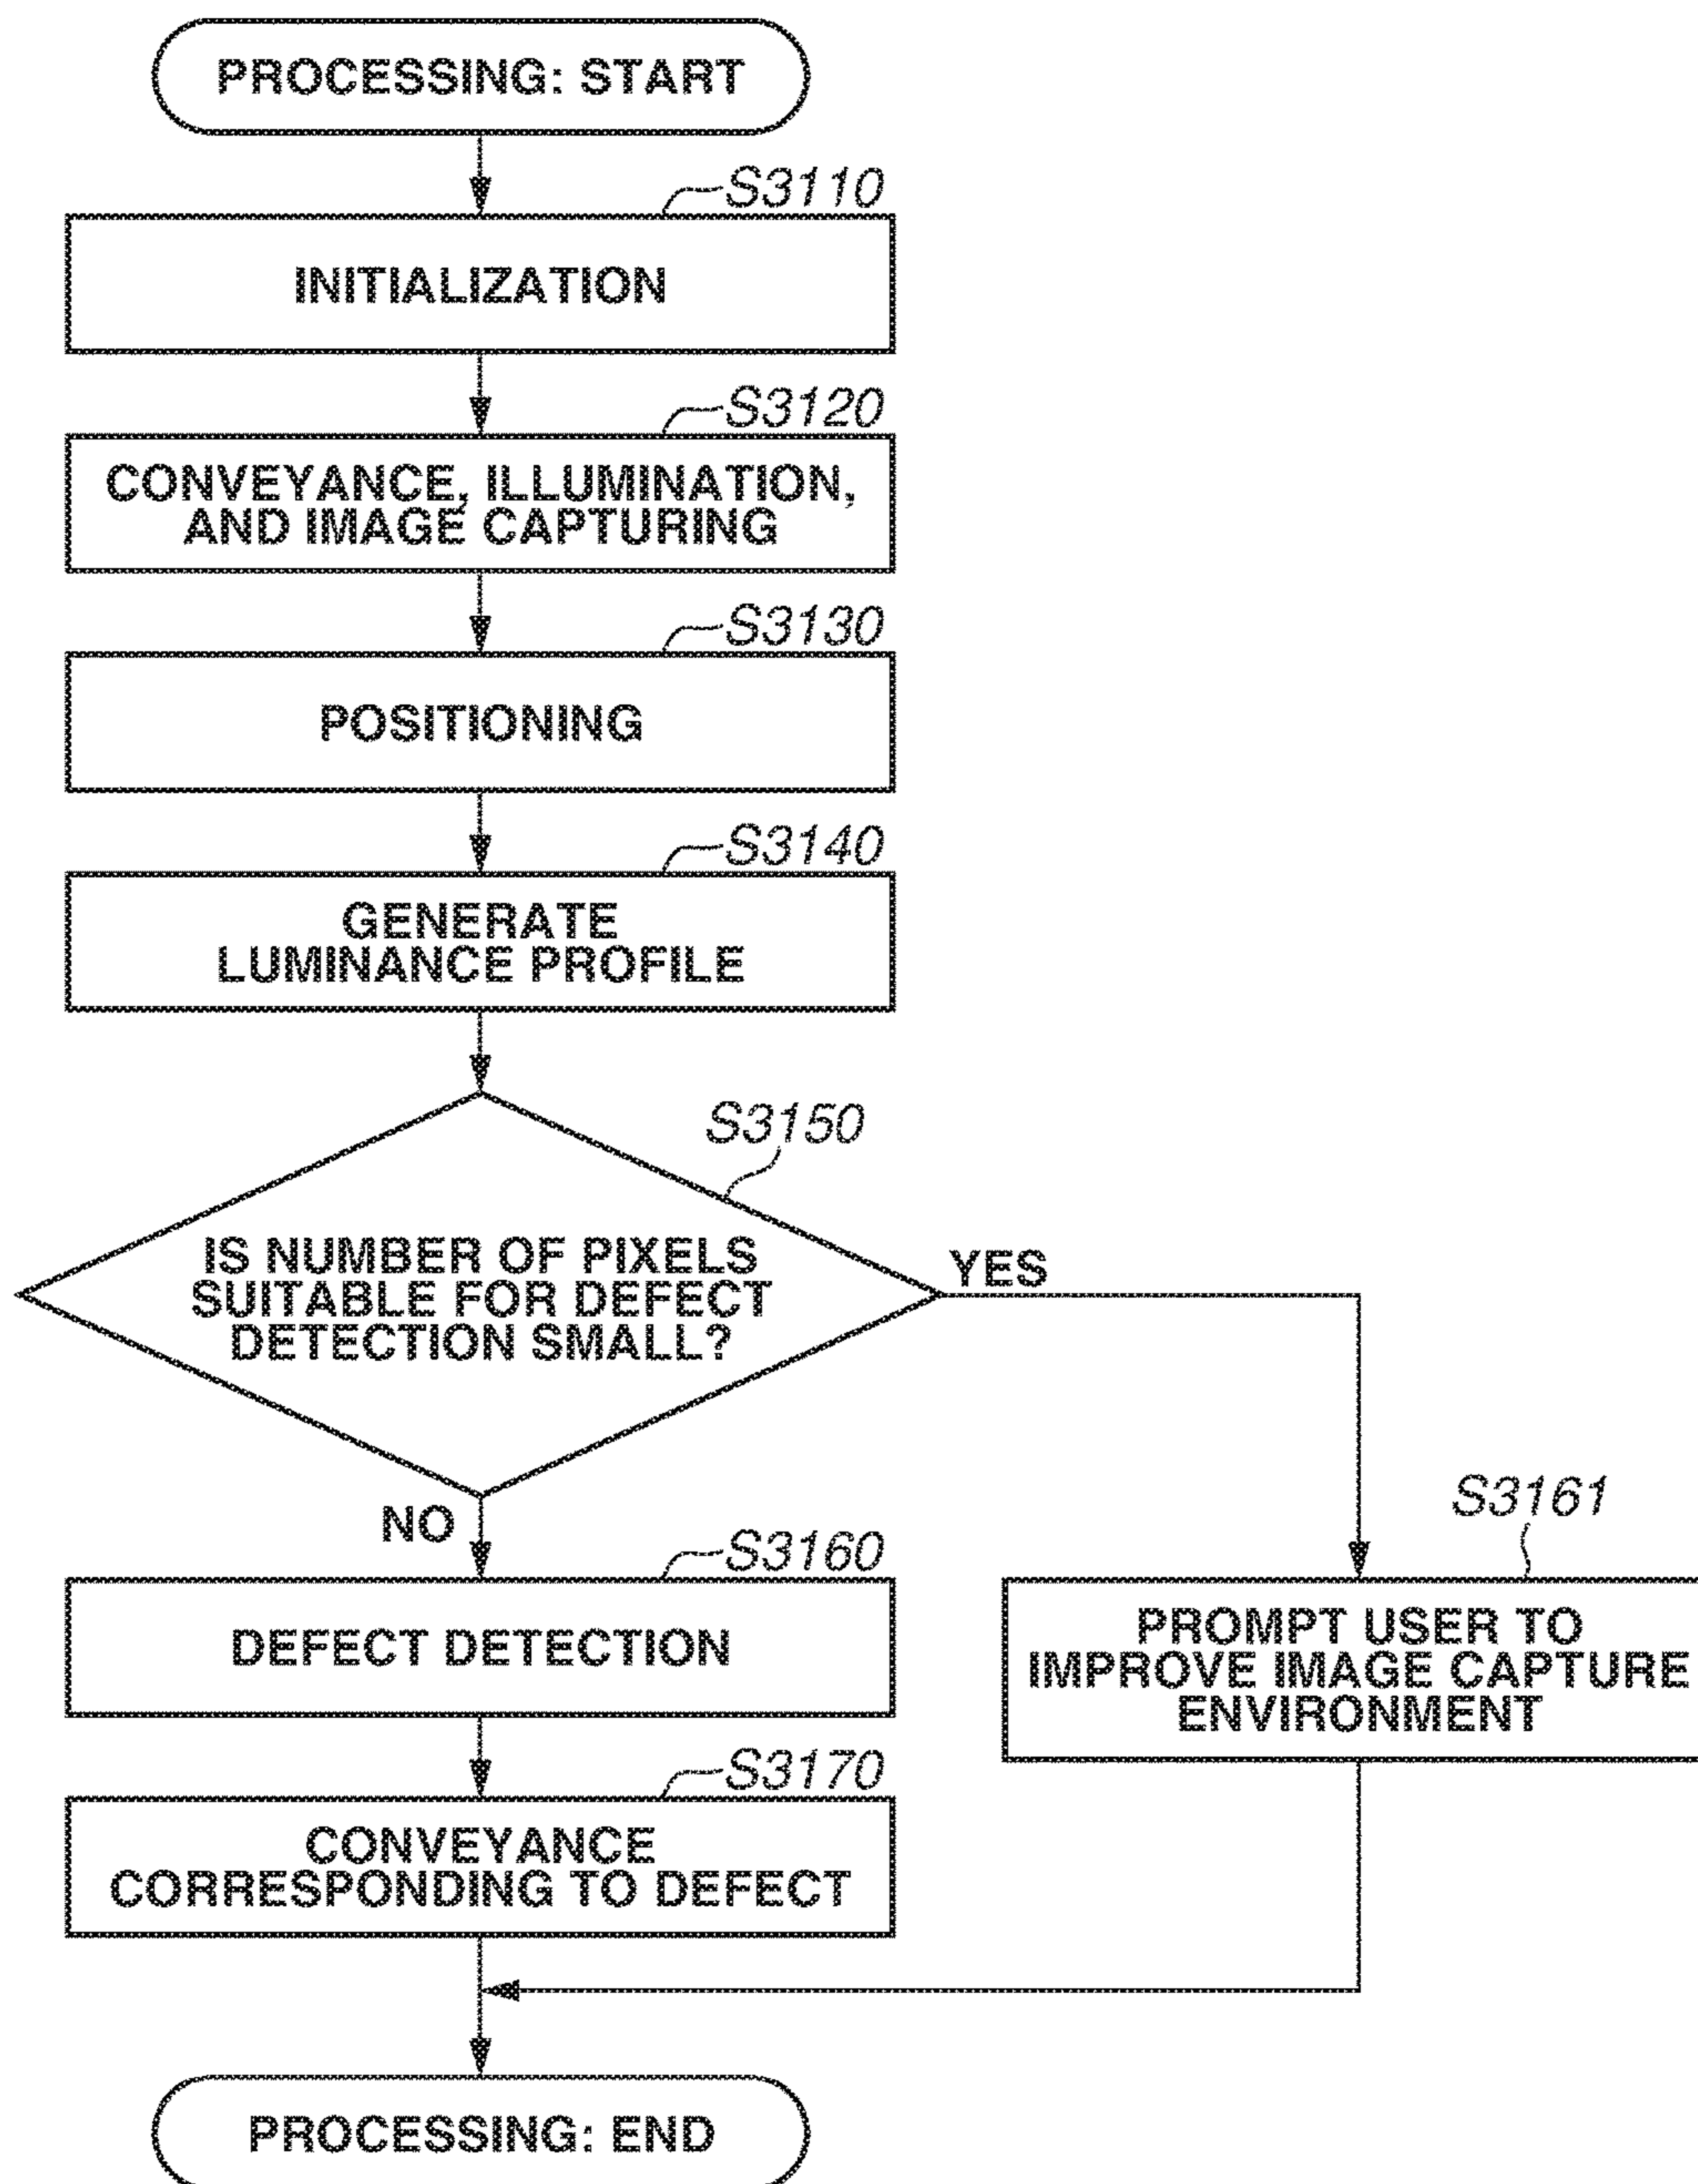 PROCESSING: START
S3110
INITIALIZATION
S3120
CONVEYANCE, ILLUMINATION,
AND IMAGE CAPTURING
S3130
POSITIONING
S3140
GENERATE
LUMINANCE PROFILE
S3150
IS NUMBER OF PIXELS
SUITABLE FOR DEFECT
DETECTION SMALL?
YES
NO
S3160
DEFECT DETECTION
S3161
PROMPT USER TO
IMPROVE IMAGE CAPTURE
ENVIRONMENT
S3170
CONVEYANCE
CORRESPONDING TO DEFECT
PROCESSING: END